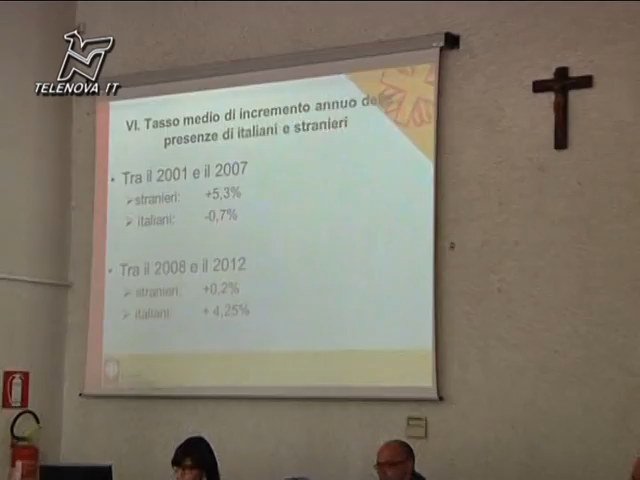 TELENOVA IT
VI. Tasso medio di incremento annuo delle
presenze di italiani e stranieri
• Tra il 2001 e il 2007
➢ stranieri: +5,3%
➢ italiani: -0,7%
• Tra il 2008 e il 2012
➢ stranieri: +0,2%
➢ italiani: + 4,25%